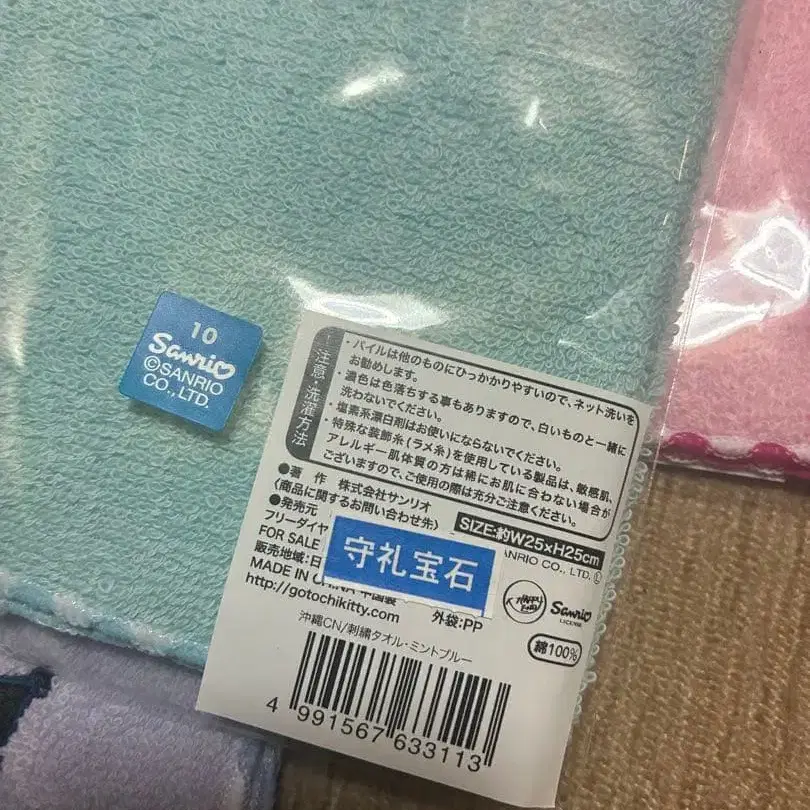 10
Sanrio
©SANRIO
CO., LTD.
注意・洗濯方法
・パイルは他のものにひっかかりやすいので、ネット洗いを
お勧めします。
・濃色は色落ちする事もありますので、白いものと一緒に
洗わないでください。
・塩素系漂白剤はお使いにならないでください。
・特殊な装飾糸(ラメ糸)を使用している製品は、敏感肌、
アレルギー肌体質の方は稀にお肌に合わない場合が
ございますので、ご使用の際は充分ご注意ください。
●著 作 株式会社サンリオ
(商品に関するお問い合わせ先)
●発売元
SIZE:約W25×H25cm
フリーダイヤ
守礼宝石
ANRIO CO., LTD. Ⓛ
FOR SALE
販売地域:日
MADE IN CHINA 中国製
http://gotochikitty.com
外袋:PP
Sanrio
LICENSE
沖縄CN/刺繍タオル・ミントブルー
綿100%
4 991567 633113